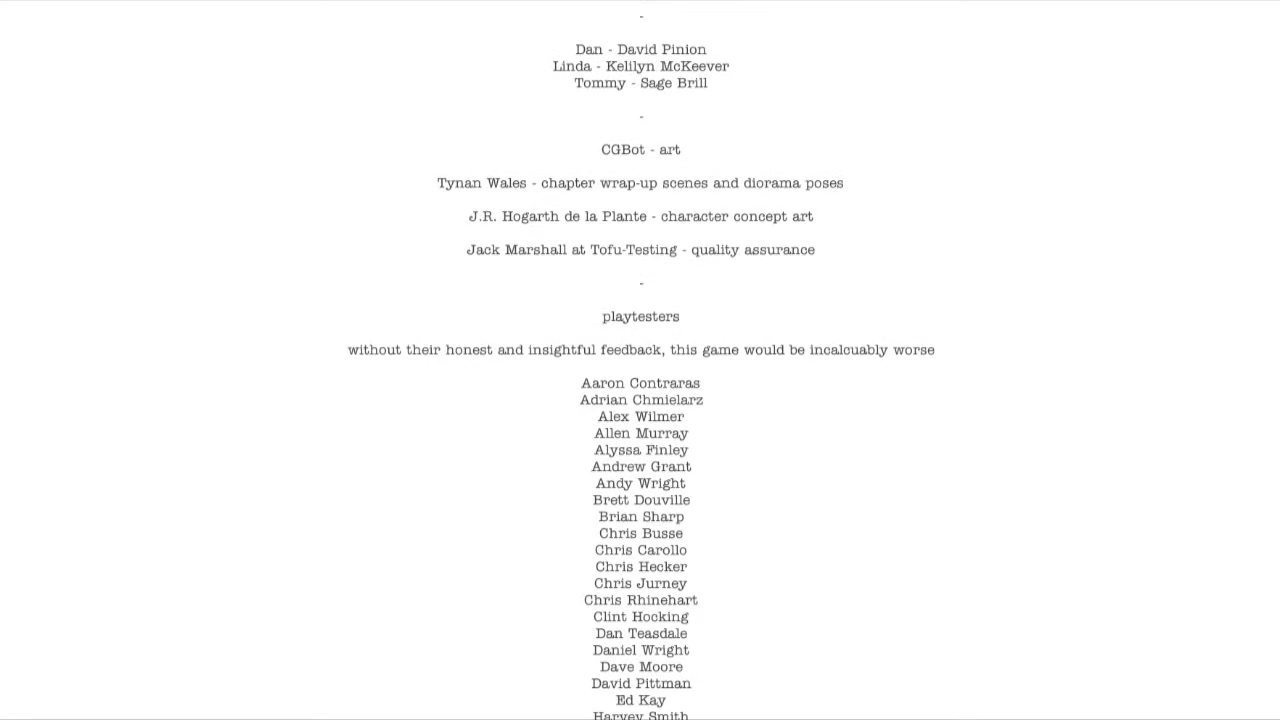 -
Dan - David Pinion
Linda - Kelilyn McKeever
Tommy - Sage Brill
-
CGBot - art
Tynan Wales - chapter wrap-up scenes and diorama poses
J.R. Hogarth de la Plante - character concept art
Jack Marshall at Tofu-Testing - quality assurance
-
playtesters
without their honest and insightful feedback, this game would be incalcuably worse
Aaron Contraras
Adrian Chmielarz
Alex Wilmer
Allen Murray
Alyssa Finley
Andrew Grant
Andy Wright
Brett Douville
Brian Sharp
Chris Busse
Chris Carollo
Chris Hecker
Chris Jurney
Chris Rhinehart
Clint Hocking
Dan Teasdale
Daniel Wright
Dave Moore
David Pittman
Ed Kay
Harvey Smith